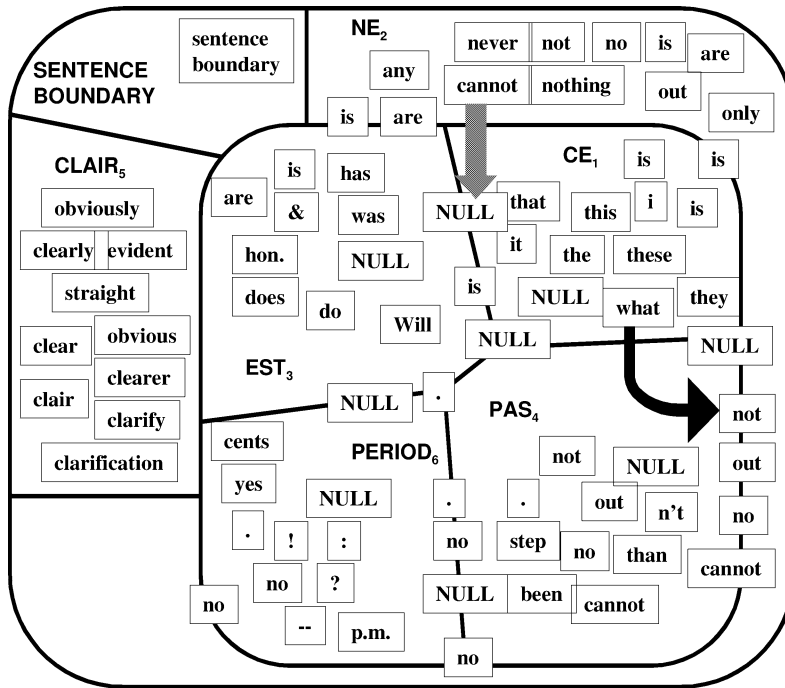 NE2
sentence
boundary
never not no is are
any
SENTENCE
BOUNDARY
cannot nothing out
only
is are
CLAIR5
CE1
is is
is has
are
& was
NULL that this i is
obviously
clearly evident
hon. NULL
it the these
straight
does do Will
is NULL what they
clear obvious
NULL NULL
EST3
clearer
clair
NULL . PAS4
not
clarify
cents
PERIOD6
not NULL out
clarification
yes
NULL . . out n't no
. ! :
no step no than
no ? NULL been cannot cannot
no
-- p.m.
no